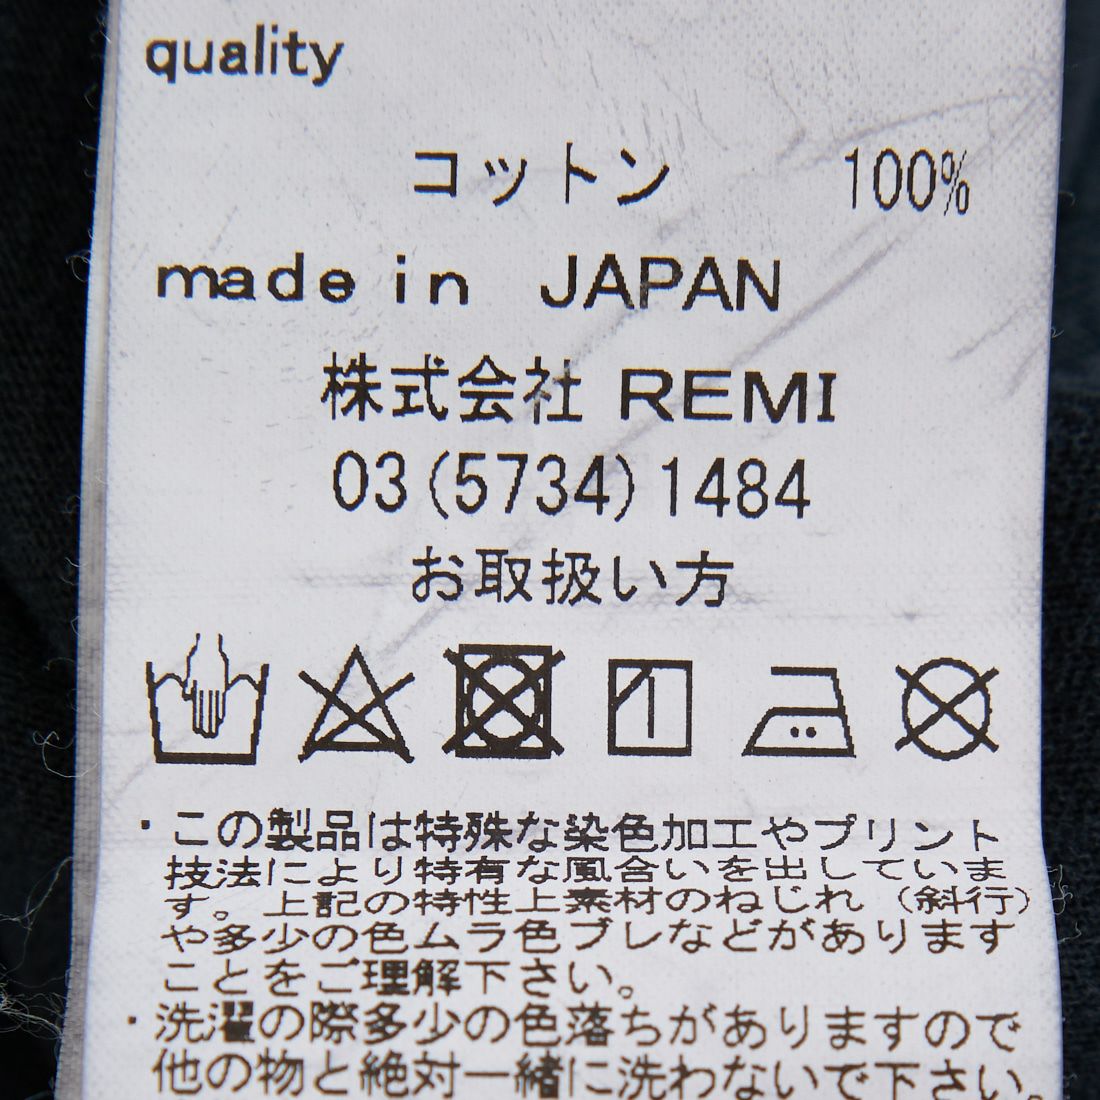 quality
コットン 100%
made in JAPAN
株式会社 REMI
03(5734)1484
お取扱い方
・この製品は特殊な染色加工やプリント
技法により特有な風合いを出していま
す。上記の特性上素材のねじれ（斜行）
や多少の色ムラ色ブレなどがあります
ことをご理解下さい。
・洗濯の際多少の色落ちがありますので
他の物と絶対一緒に洗わないで下さい。